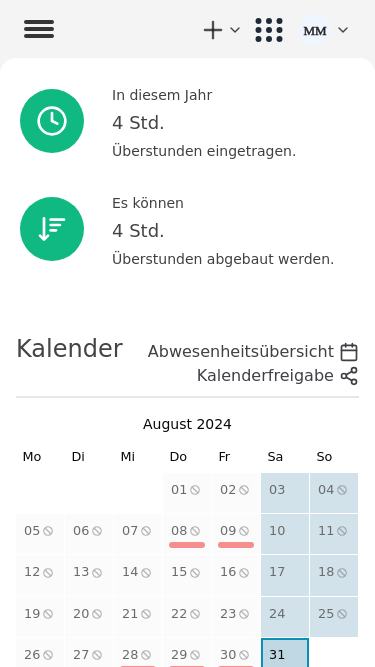 MM
In diesem Jahr
4 Std.
Überstunden eingetragen.
Es können
4 Std.
Überstunden abgebaut werden.
Kalender
Abwesenheitsübersicht
Kalenderfreigabe
August 2024
Mo Di Mi Do Fr Sa So
01 02 03 04
05 06 07 08 09 10 11
12 13 14 15 16 17 18
19 20 21 22 23 24 25
26 27 28 29 30 31